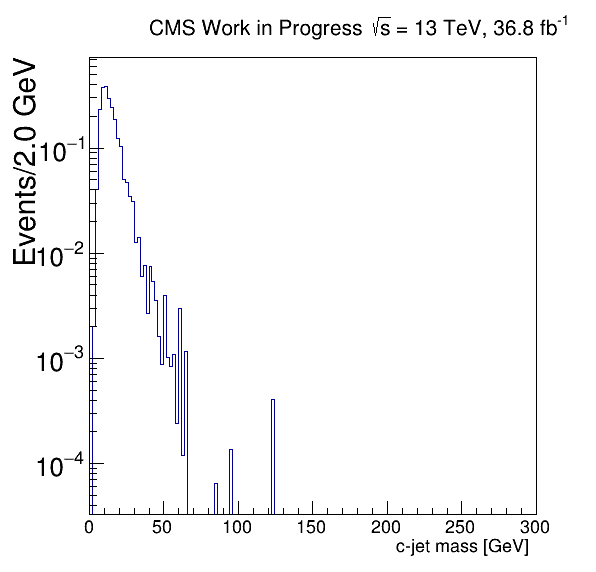 CMS Work in Progress √s = 13 TeV, 36.8 fb⁻¹
Events/2.0 GeV
10⁻¹
10⁻²
10⁻³
10⁻⁴
0 50 100 150 200 250 300
c-jet mass [GeV]